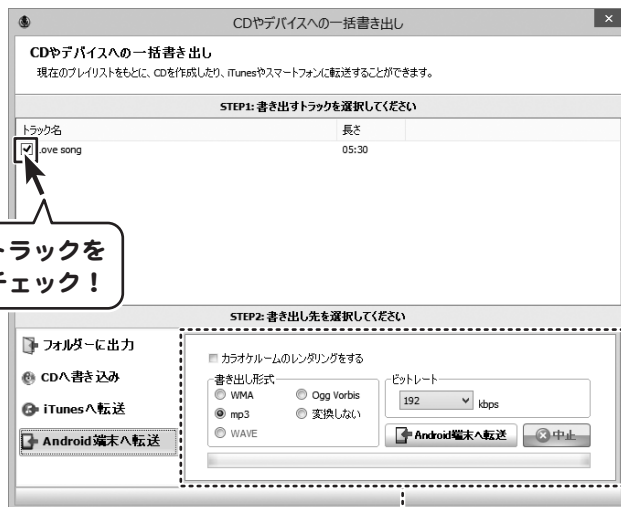 CDやデバイスへの一括書き出し
×
CDやデバイスへの一括書き出し
現在のプレイリストをもとに、CDを作成したり、iTunesやスマートフォンに転送することができます。
STEP1: 書き出すトラックを選択してください
トラック名 長さ
ove song 05:30
トラックを
チェック！
STEP2: 書き出し先を選択してください
フォルダーに出力
CDへ書き込み
iTunesへ転送
Android端末へ転送
カラオケルームのレンダリングをする
書き出し形式
WMA Ogg Vorbis
mp3 変換しない
WAVE
ビットレート
192 kbps
Android端末へ転送 中止